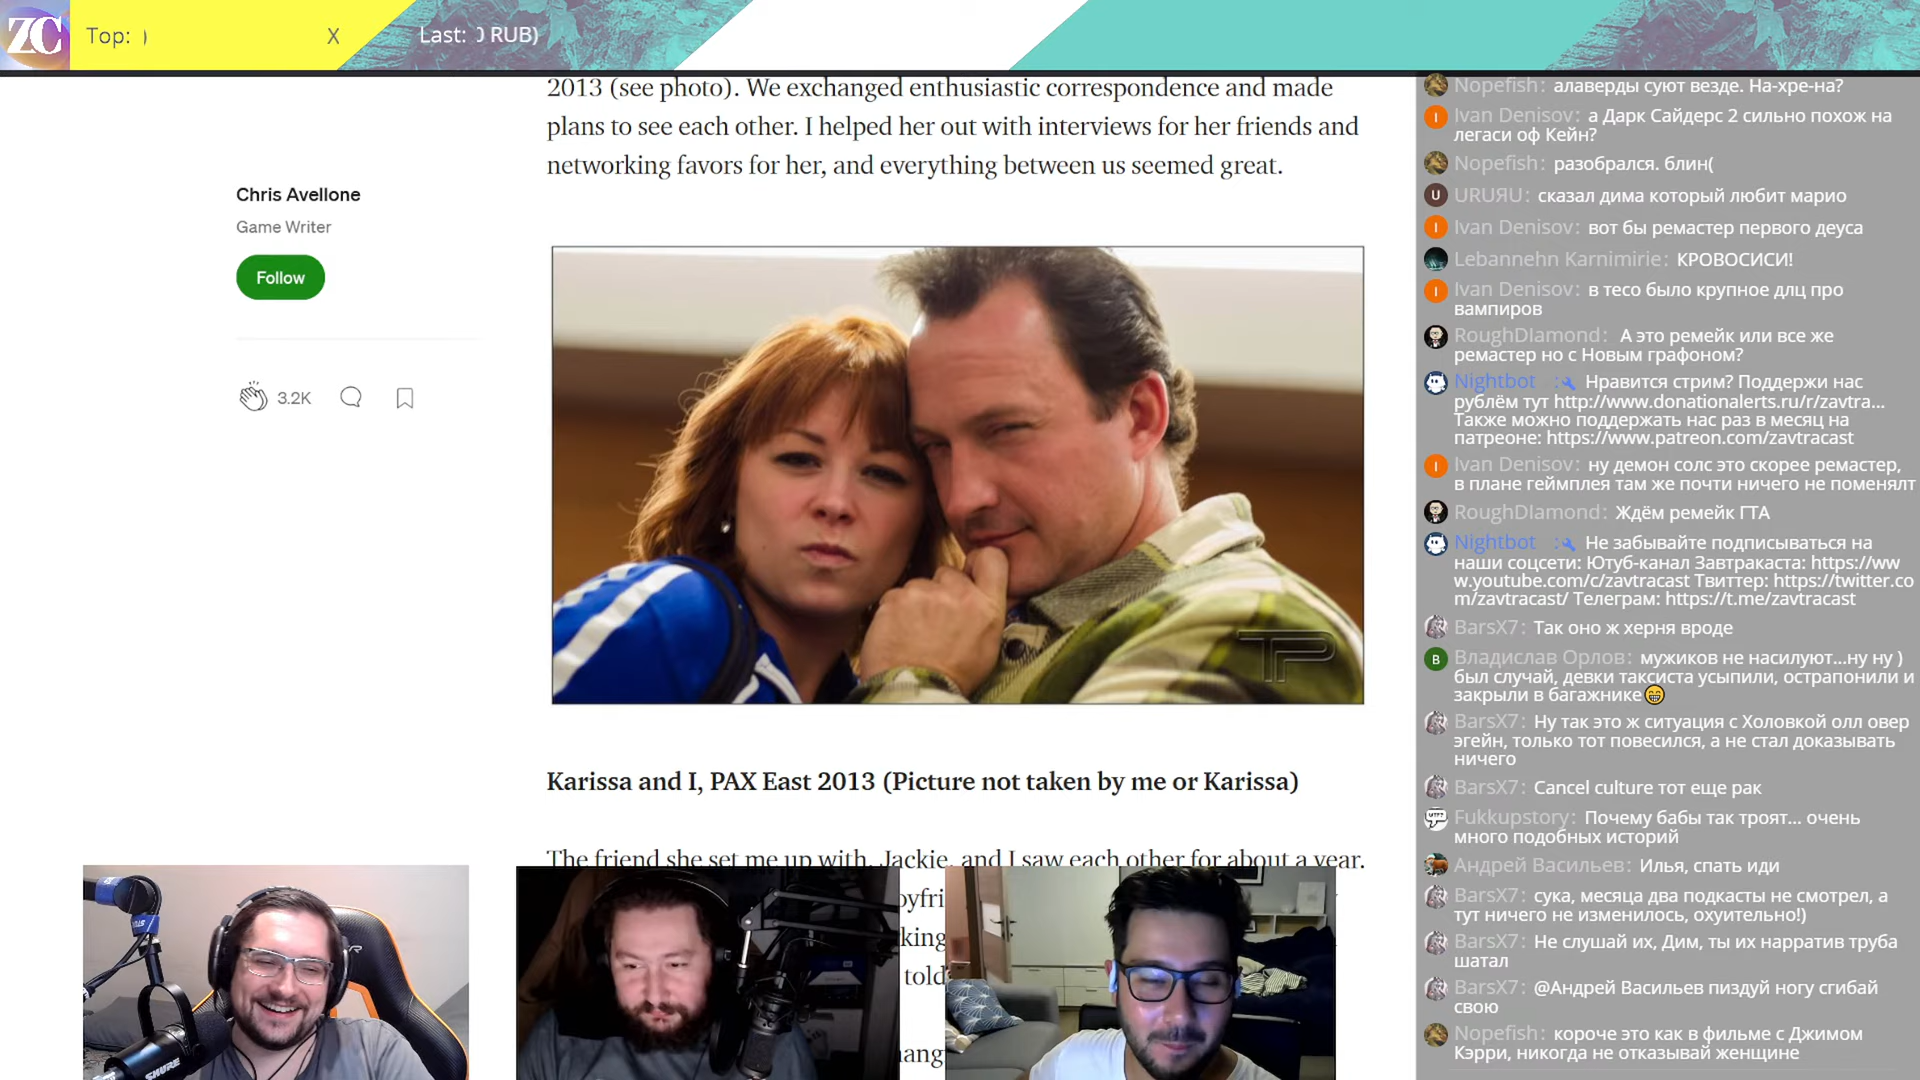 ZC
Top: )
X
Last: 0 RUB)
2013 (see photo). We exchanged enthusiastic correspondence and made
plans to see each other. I helped her out with interviews for her friends and
networking favors for her, and everything between us seemed great.
Chris Avellone
Game Writer
Follow
3.2K
TP
Karissa and I, PAX East 2013 (Picture not taken by me or Karissa)
The friend she set me up with, Jackie, and I saw each other for about a year.
oyfri
king
told
hang
SHURE
Nopefish: алаверды суют везде. На-хре-на?
Ivan Denisov: а Дарк Сайдерс 2 сильно похож на
легаси оф Кейн?
Nopefish: разобрался. блин(
URUЯU: сказал дима который любит марио
Ivan Denisov: вот бы ремастер первого деуса
Lebannehn Karnimirie: КРОВОСИСИ!
Ivan Denisov: в тесо было крупное длц про
вампиров
RoughDIamond: А это ремейк или все же
ремастер но с Новым графоном?
Nightbot : Нравится стрим? Поддержи нас
рублём тут http://www.donationalerts.ru/r/zavtra...
Также можно поддержать нас раз в месяц на
патреоне: https://www.patreon.com/zavtracast
Ivan Denisov: ну демон солс это скорее ремастер,
в плане геймплея там же почти ничего не поменялт
RoughDIamond: Ждём ремейк ГТА
Nightbot : Не забывайте подписываться на
наши соцсети: Ютуб-канал Завтракаста: https://ww
w.youtube.com/c/zavtracast Твиттер: https://twitter.co
m/zavtracast/ Телеграм: https://t.me/zavtracast
BarsX7: Так оно ж херня вроде
Владислав Орлов: мужиков не насилуют...ну ну )
был случай, девки таксиста усыпили, острапонили и
закрыли в багажнике😁
BarsX7: Ну так это ж ситуация с Холовкой олл овер
эгейн, только тот повесился, а не стал доказывать
ничего
BarsX7: Cancel culture тот еще рак
Fukkupstory: Почему бабы так троят... очень
много подобных историй
Андрей Васильев: Илья, спать иди
BarsX7: сука, месяца два подкасты не смотрел, а
тут ничего не изменилось, охуительно!)
BarsX7: Не слушай их, Дим, ты их нарратив труба
шатал
BarsX7: @Андрей Васильев пиздуй ногу сгибай
свою
Nopefish: короче это как в фильме с Джимом
Кэрри, никогда не отказывай женщине